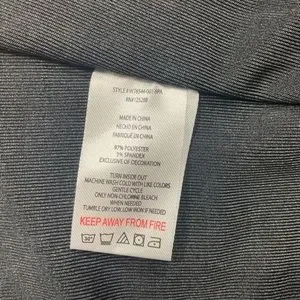 MADE IN CHINA
HECHO EN CHINA
FABRIQUÉ EN CHINA
97% POLYESTER
3% SPANDEX
EXCLUSIVE OF DECORATION
TURN INSIDE OUT
MACHINE WASH COLD WITH LIKE COLORS
GENTLE CYCLE
ONLY NON-CHLORINE BLEACH
WHEN NEEDED
TUMBLE DRY LOW, LOW IRON IF NEEDED
KEEP AWAY FROM FIRE